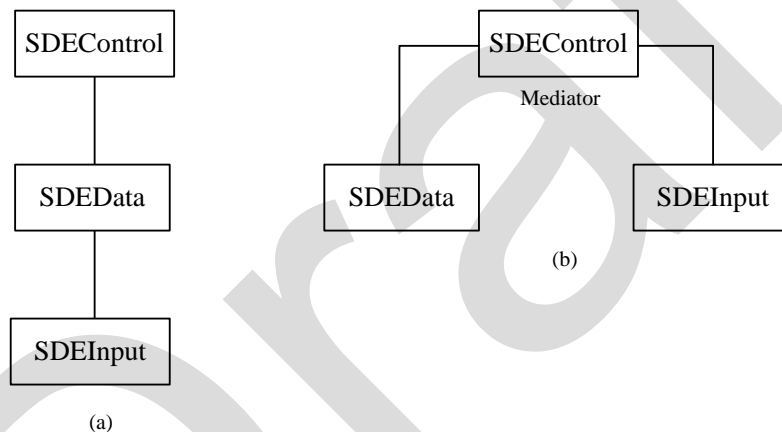 SDEControl
SDEData
SDEInput
(a)
SDEControl
Mediator
SDEData
SDEInput
(b)